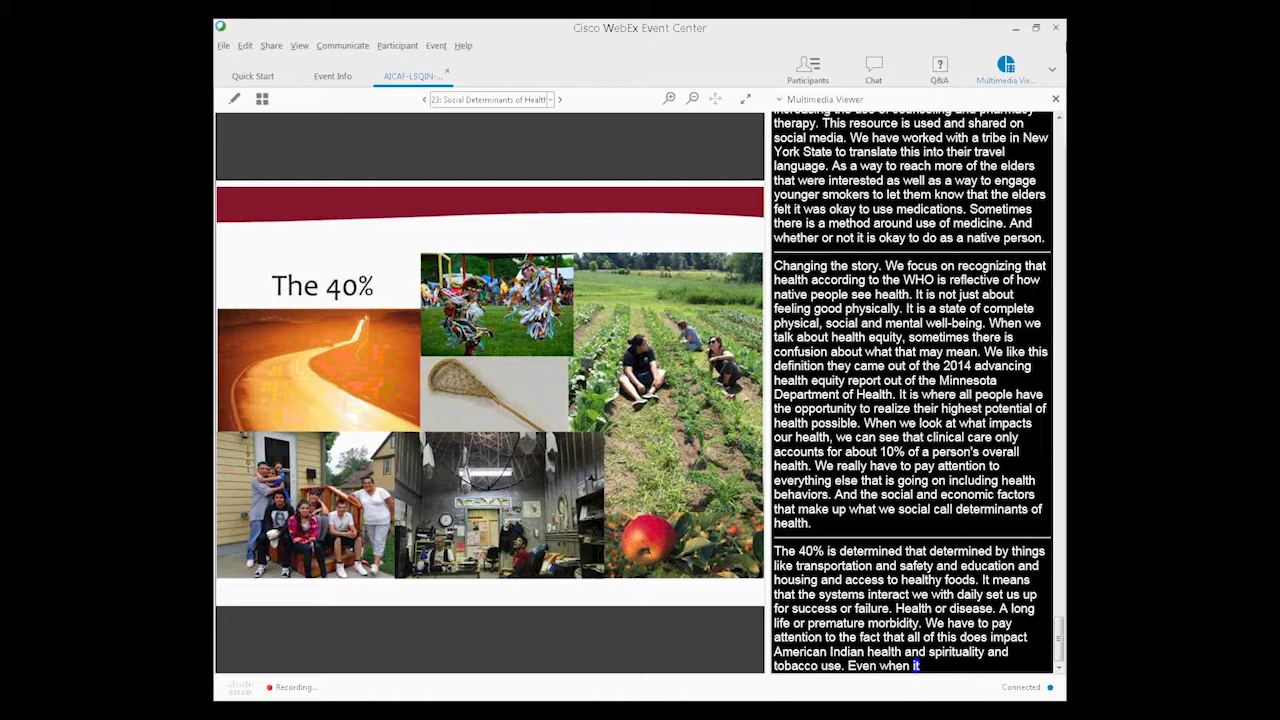 Cisco WebEx Event Center
File Edit Share View Communicate Participant Event Help
Quick Start Event Info AICAF-LSQIN-...
Participants Chat Q&A Multimedia Vie...
23: Social Determinants of Health
Multimedia Viewer
The 40%
increasing the use of counseling and pharmacy
therapy. This resource is used and shared on
social media. We have worked with a tribe in New
York State to translate this into their travel
language. As a way to reach more of the elders
that were interested as well as a way to engage
younger smokers to let them know that the elders
felt it was okay to use medications. Sometimes
there is a method around use of medicine. And
whether or not it is okay to do as a native person.
Changing the story. We focus on recognizing that
health according to the WHO is reflective of how
native people see health. It is not just about
feeling good physically. It is a state of complete
physical, social and mental well-being. When we
talk about health equity, sometimes there is
confusion about what that may mean. We like this
definition they came out of the 2014 advancing
health equity report out of the Minnesota
Department of Health. It is where all people have
the opportunity to realize their highest potential of
health possible. When we look at what impacts
our health, we can see that clinical care only
accounts for about 10% of a person's overall
health. We really have to pay attention to
everything else that is going on including health
behaviors. And the social and economic factors
that make up what we social call determinants of
health.
The 40% is determined that determined by things
like transportation and safety and education and
housing and access to healthy foods. It means
that the systems interact we with daily set us up
for success or failure. Health or disease. A long
life or premature morbidity. We have to pay
attention to the fact that all of this does impact
American Indian health and spirituality and
tobacco use. Even when it
cisco
Recording...
Connected